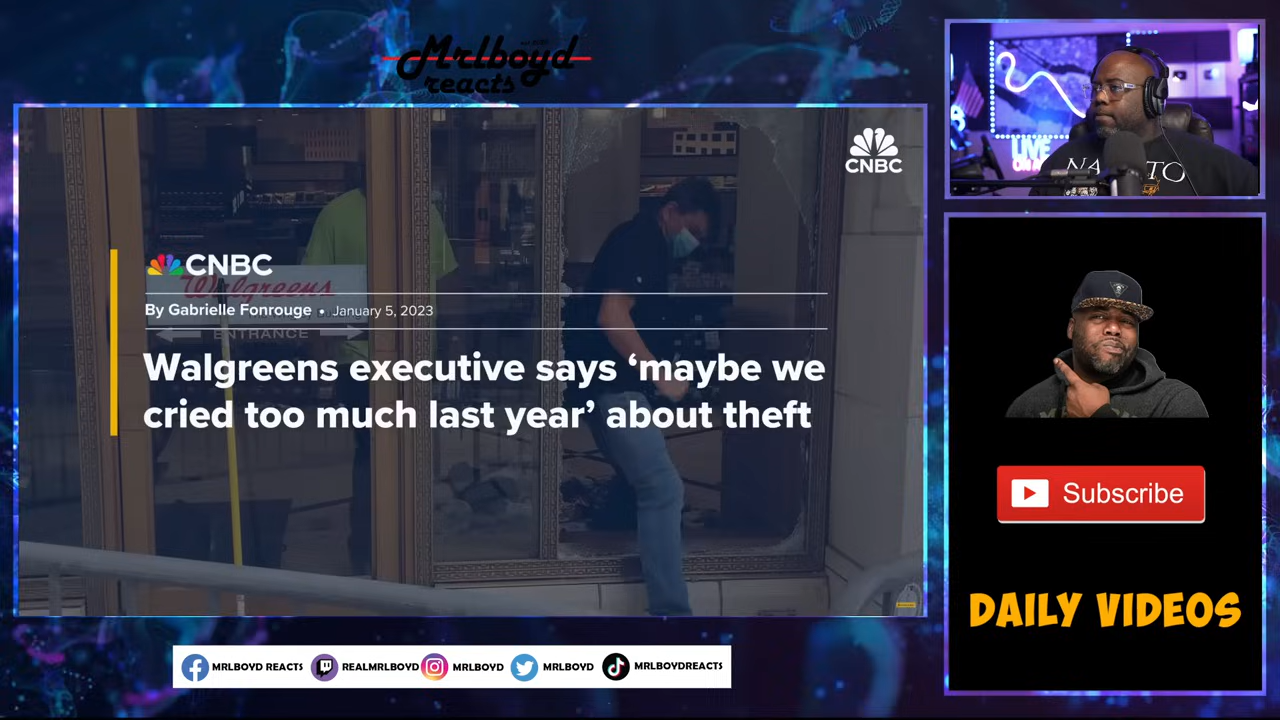 Mrlboyd
reacts
CNBC
LIVE
CNBC
Walgreens
By Gabrielle Fonrouge • January 5, 2023
ENTRANCE
Walgreens executive says ‘maybe we
cried too much last year’ about theft
Subscribe
DAILY VIDEOS
MRLBOYD REACTS
REALMRLBOYD
MRLBOYD
MRLBOYD
MRLBOYDREACTS